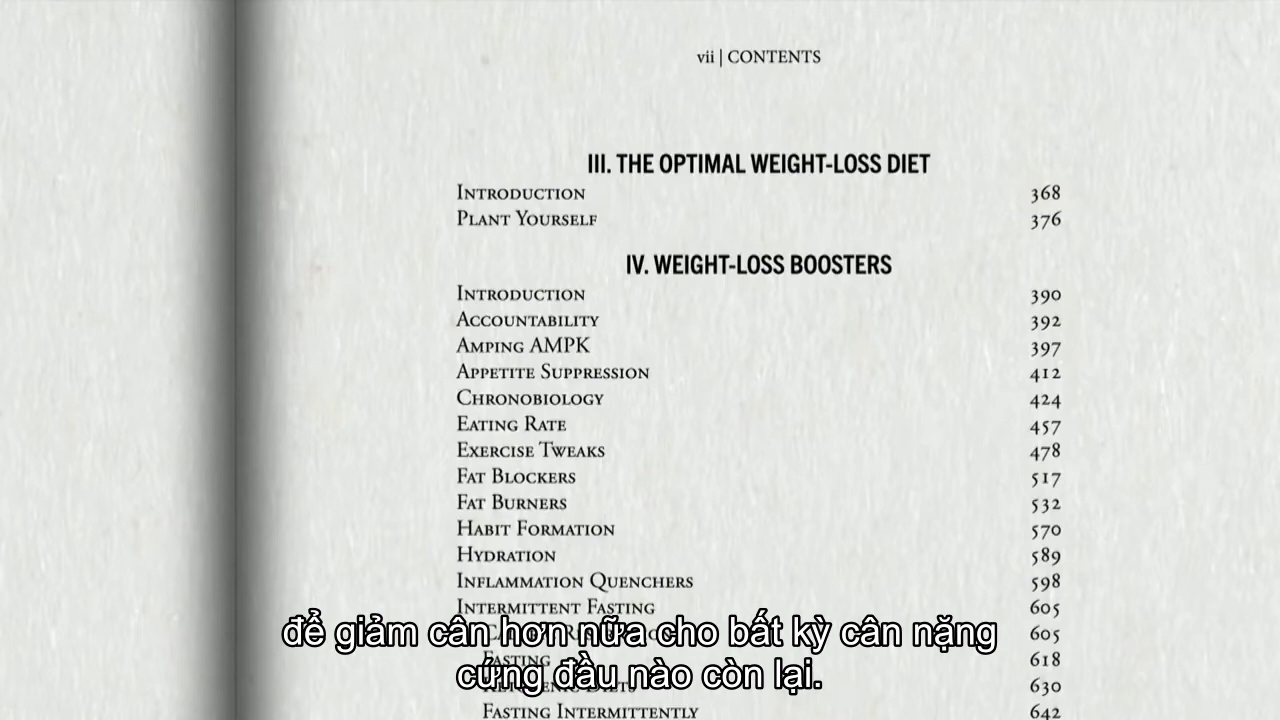 vii | CONTENTS
III. THE OPTIMAL WEIGHT-LOSS DIET
INTRODUCTION 368
PLANT YOURSELF 376
IV. WEIGHT-LOSS BOOSTERS
INTRODUCTION 390
ACCOUNTABILITY 392
AMPING AMPK 397
APPETITE SUPPRESSION 412
CHRONOBIOLOGY 424
EATING RATE 457
EXERCISE TWEAKS 478
FAT BLOCKERS 517
FAT BURNERS 532
HABIT FORMATION 570
HYDRATION 589
INFLAMMATION QUENCHERS 598
INTERMITTENT FASTING 605
605
FASTING 618
630
FASTING INTERMITTENTLY 642
để giảm cân hơn nữa cho bất kỳ cân nặng
cứng đầu nào còn lại.